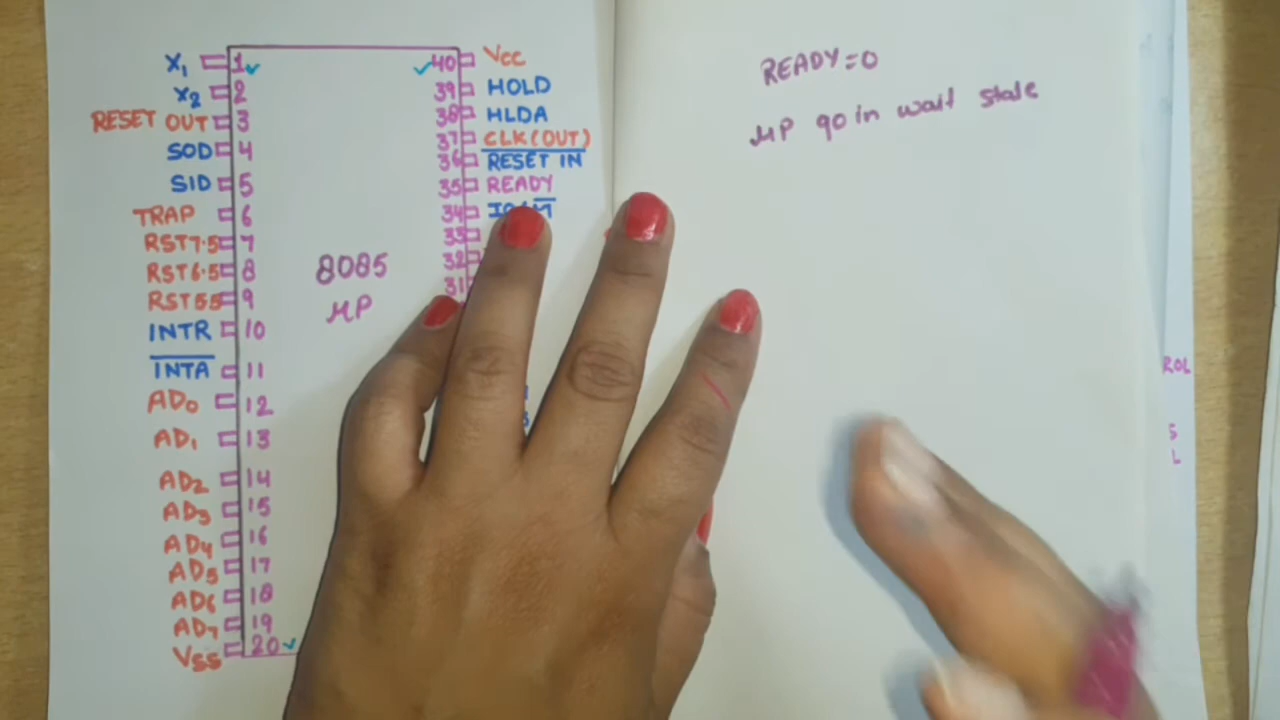 X1 1 40 Vcc
X2 2 39 HOLD
RESET OUT 3 38 HLDA
SOD 4 37 CLK(OUT)
SID 5 36 RESET IN
TRAP 6 35 READY
RST7.5 7 34
RST6.5 8 33
RST5.5 9 32
INTR 10 31
INTA 11
AD0 12
AD1 13
AD2 14
AD3 15
AD4 16
AD5 17
AD6 18
AD7 19
VSS 20
8085
μP
READY=0
μP go in wait state
ROL
S
L